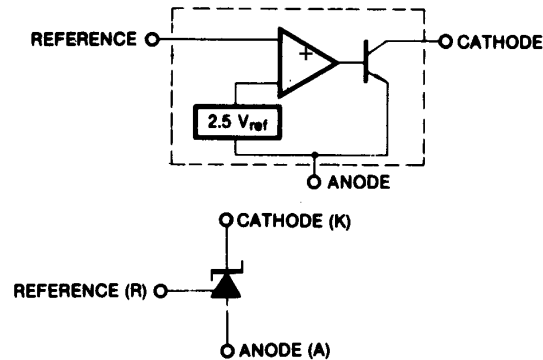 REFERENCE
+
CATHODE
2.5 Vref
ANODE
CATHODE (K)
REFERENCE (R)
ANODE (A)